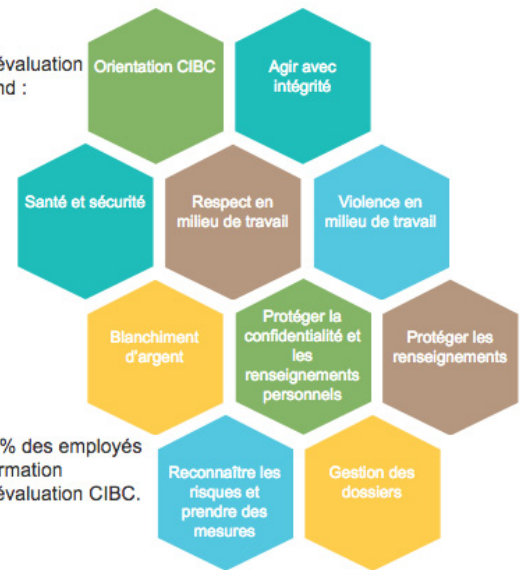 évaluation
nd :
Orientation CIBC
Agir avec
intégrité
Santé et sécurité
Respect en
milieu de travail
Violence en
milieu de travail
Blanchiment
d'argent
Protéger la
confidentialité et
les
renseignements
personnels
Protéger les
renseignements
% des employés
rmation
évaluation CIBC.
Reconnaître les
risques et
prendre des
mesures
Gestion des
dossiers